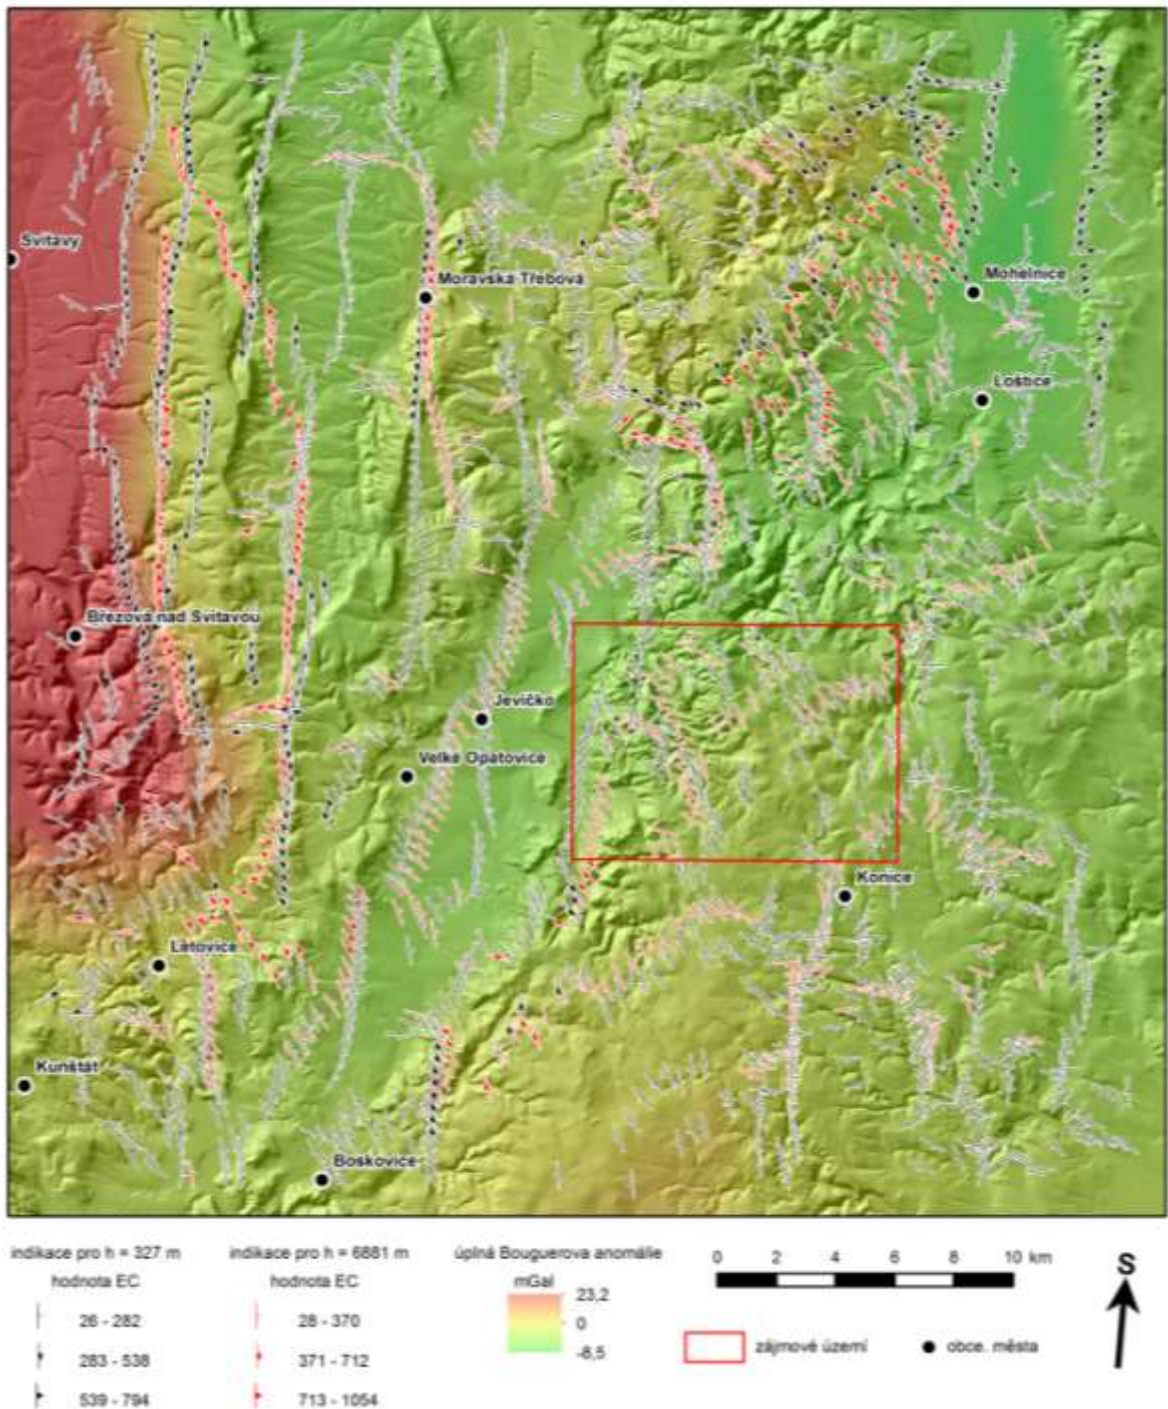 Svitavy
Moravská Třebová
Mohelnice
Loštice
Březová nad Svitavou
Jevíčko
Velké Opatovice
Konice
Letovice
Kunštát
Boskovice
indikace pro h = 327 m
hodnota EC
26 - 282
283 - 538
539 - 794
indikace pro h = 6881 m
hodnota EC
28 - 370
371 - 712
713 - 1054
úplná Bouguerova anomálie
mGal
23,2
0
-8,5
0 2 4 6 8 10 km
zájmové území
obce, města
S